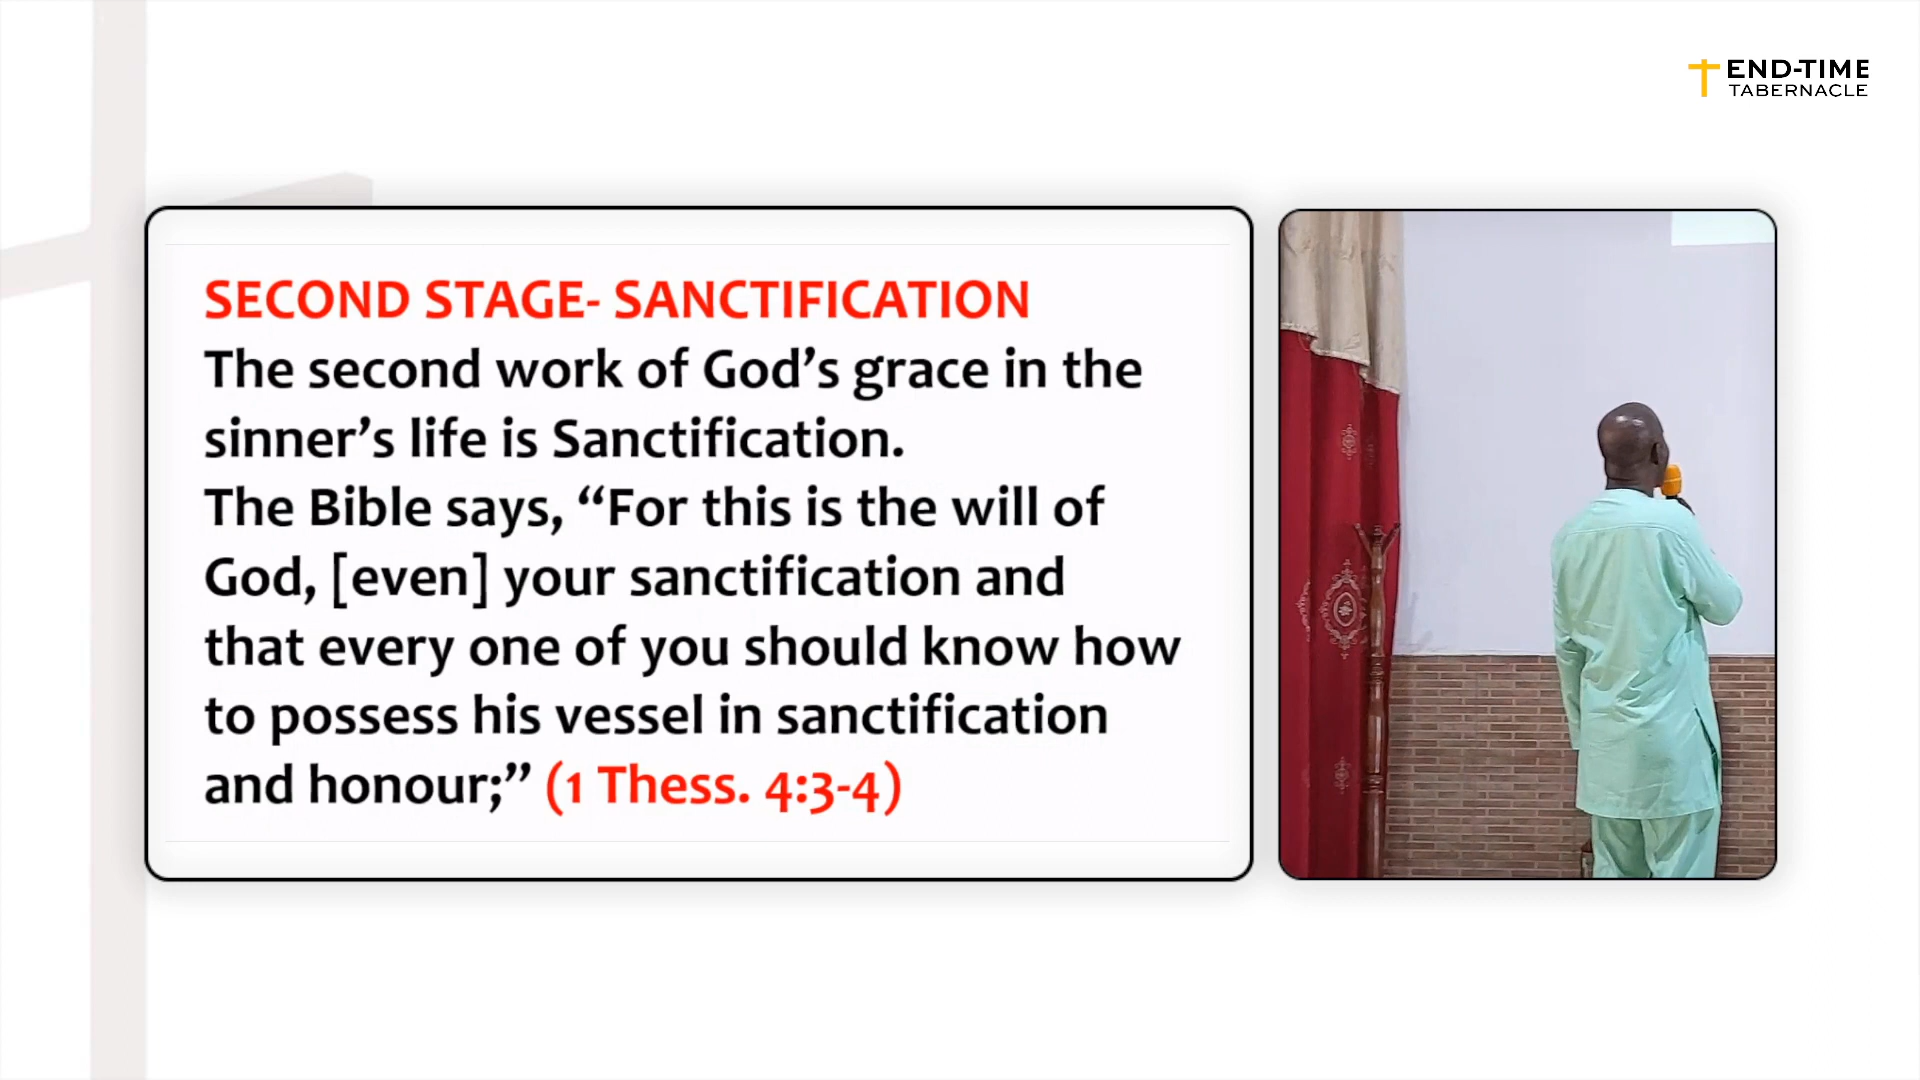 END-TIME
TABERNACLE
SECOND STAGE- SANCTIFICATION
The second work of God’s grace in the
sinner’s life is Sanctification.
The Bible says, “For this is the will of
God, [even] your sanctification and
that every one of you should know how
to possess his vessel in sanctification
and honour;” (1 Thess. 4:3-4)